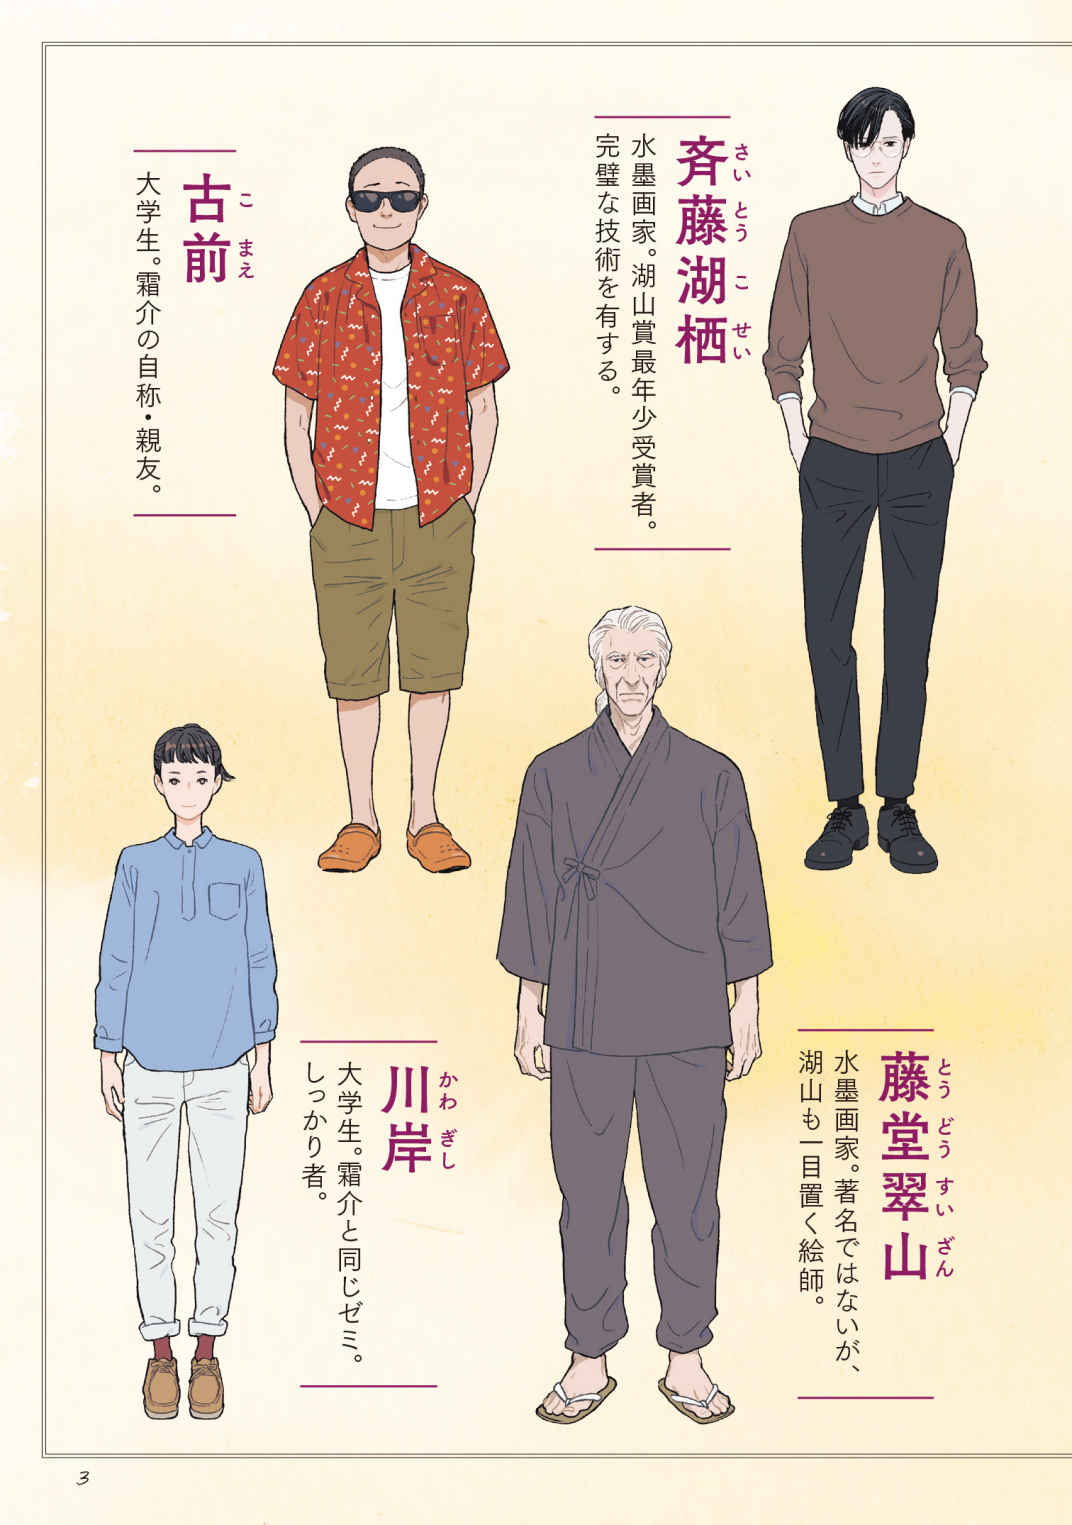 斉藤湖栖
さいとうこせい
水墨画家。湖山賞最年少受賞者。
完璧な技術を有する。
古前
こまえ
大学生。霜介の自称・親友。
藤堂翠山
とうどうすいざん
水墨画家。著名ではないが、
湖山も一目置く絵師。
川岸
かわぎし
大学生。霜介と同じゼミ。
しっかり者。
3